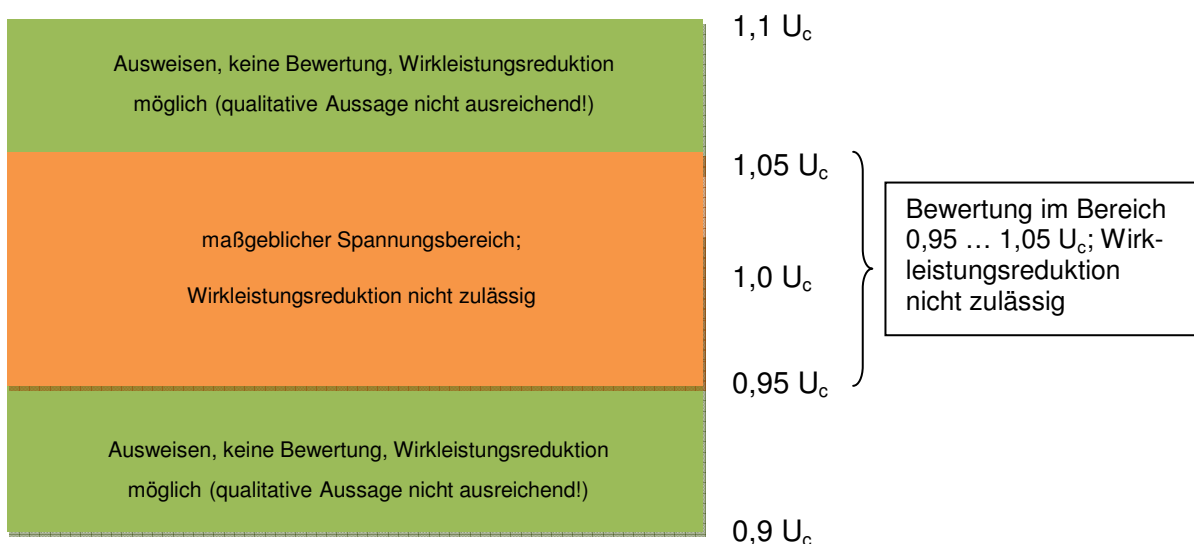 1,1 Uc
Ausweisen, keine Bewertung, Wirkleistungsreduktion
möglich (qualitative Aussage nicht ausreichend!)
1,05 Uc
maßgeblicher Spannungsbereich;
Wirkleistungsreduktion nicht zulässig
1,0 Uc
Bewertung im Bereich
0,95 … 1,05 Uc; Wirk-
leistungsreduktion
nicht zulässig
0,95 Uc
Ausweisen, keine Bewertung, Wirkleistungsreduktion
möglich (qualitative Aussage nicht ausreichend!)
0,9 Uc